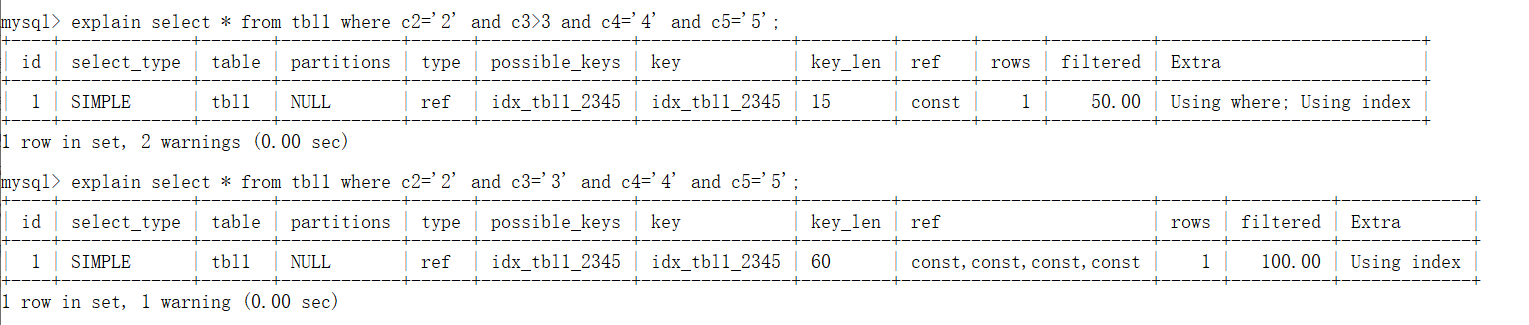 mysql> explain select * from tbl1 where c2='2' and c3>3 and c4='4' and c5='5';
+----+-------------+-------+------------+------+---------------+---------------+---------+-------+------+----------+--------------------------+
| id | select_type | table | partitions | type | possible_keys | key | key_len | ref | rows | filtered | Extra |
+----+-------------+-------+------------+------+---------------+---------------+---------+-------+------+----------+--------------------------+
| 1 | SIMPLE | tbl1 | NULL | ref | idx_tbl1_2345 | idx_tbl1_2345 | 15 | const | 1 | 50.00 | Using where; Using index |
+----+-------------+-------+------------+------+---------------+---------------+---------+-------+------+----------+--------------------------+
1 row in set, 2 warnings (0.00 sec)
mysql> explain select * from tbl1 where c2='2' and c3='3' and c4='4' and c5='5';
+----+-------------+-------+------------+------+---------------+---------------+---------+-------------------------+------+----------+-------------+
| id | select_type | table | partitions | type | possible_keys | key | key_len | ref | rows | filtered | Extra |
+----+-------------+-------+------------+------+---------------+---------------+---------+-------------------------+------+----------+-------------+
| 1 | SIMPLE | tbl1 | NULL | ref | idx_tbl1_2345 | idx_tbl1_2345 | 60 | const,const,const,const | 1 | 100.00 | Using index |
+----+-------------+-------+------------+------+---------------+---------------+---------+-------------------------+------+----------+-------------+
1 row in set, 1 warning (0.00 sec)